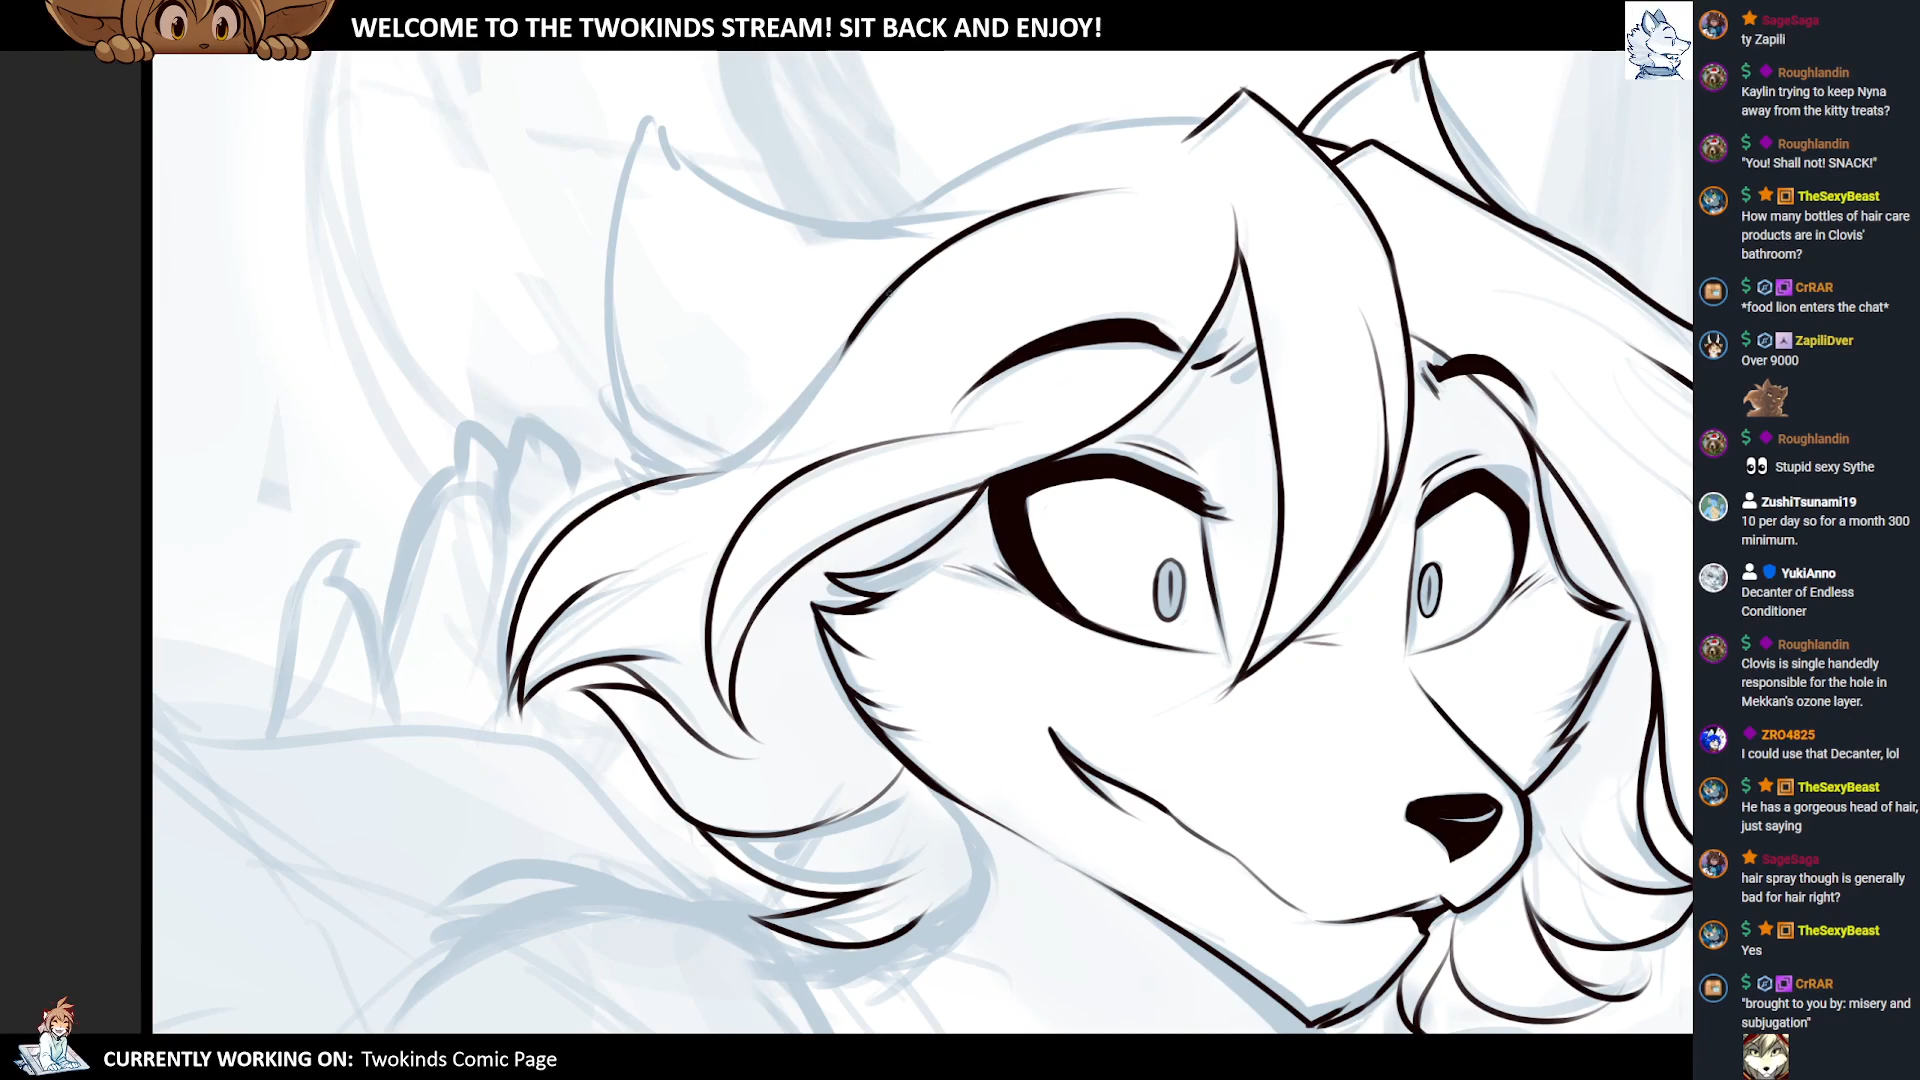 WELCOME TO THE TWOKINDS STREAM! SIT BACK AND ENJOY!
SageSaga
ty Zapili
Roughlandin
Kaylin trying to keep Nyna
away from the kitty treats?
Roughlandin
"You! Shall not! SNACK!"
TheSexyBeast
How many bottles of hair care
products are in Clovis'
bathroom?
CrRAR
*food lion enters the chat*
ZapiliDver
Over 9000
Roughlandin
Stupid sexy Sythe
ZushiTsunami19
10 per day so for a month 300
minimum.
YukiAnno
Decanter of Endless
Conditioner
Roughlandin
Clovis is single handedly
responsible for the hole in
Mekkan's ozone layer.
ZRO4825
I could use that Decanter, lol
TheSexyBeast
He has a gorgeous head of hair,
just saying
SageSaga
hair spray though is generally
bad for hair right?
TheSexyBeast
Yes
CrRAR
"brought to you by: misery and
subjugation"
CURRENTLY WORKING ON: Twokinds Comic Page